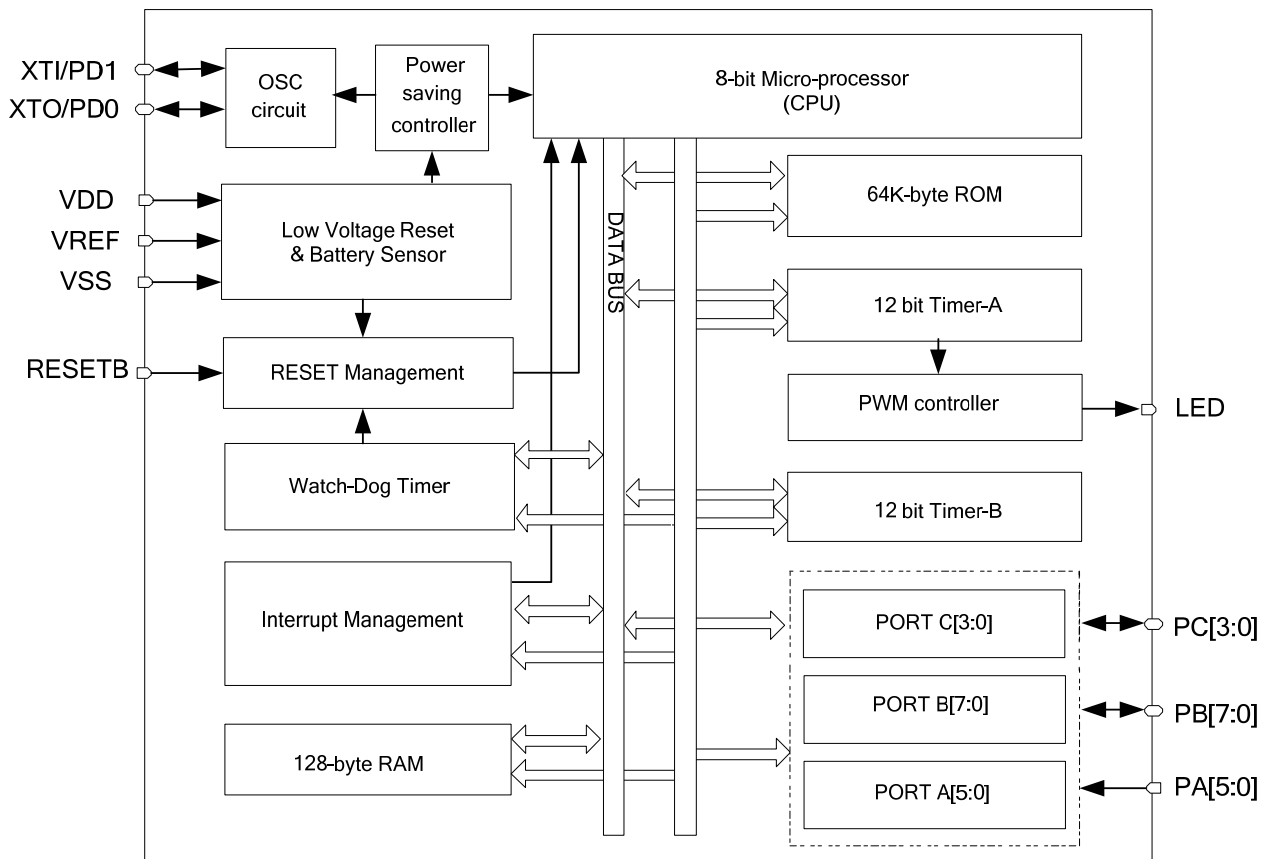 XTI/PD1
XTO/PD0
OSC
circuit
Power
saving
controller
8-bit Micro-processor
(CPU)
VDD
VREF
VSS
Low Voltage Reset
& Battery Sensor
DATA BUS
64K-byte ROM
12 bit Timer-A
RESETB
RESET Management
PWM controller
LED
Watch-Dog Timer
12 bit Timer-B
Interrupt Management
PORT C[3:0]
PC[3:0]
PORT B[7:0]
PB[7:0]
128-byte RAM
PORT A[5:0]
PA[5:0]